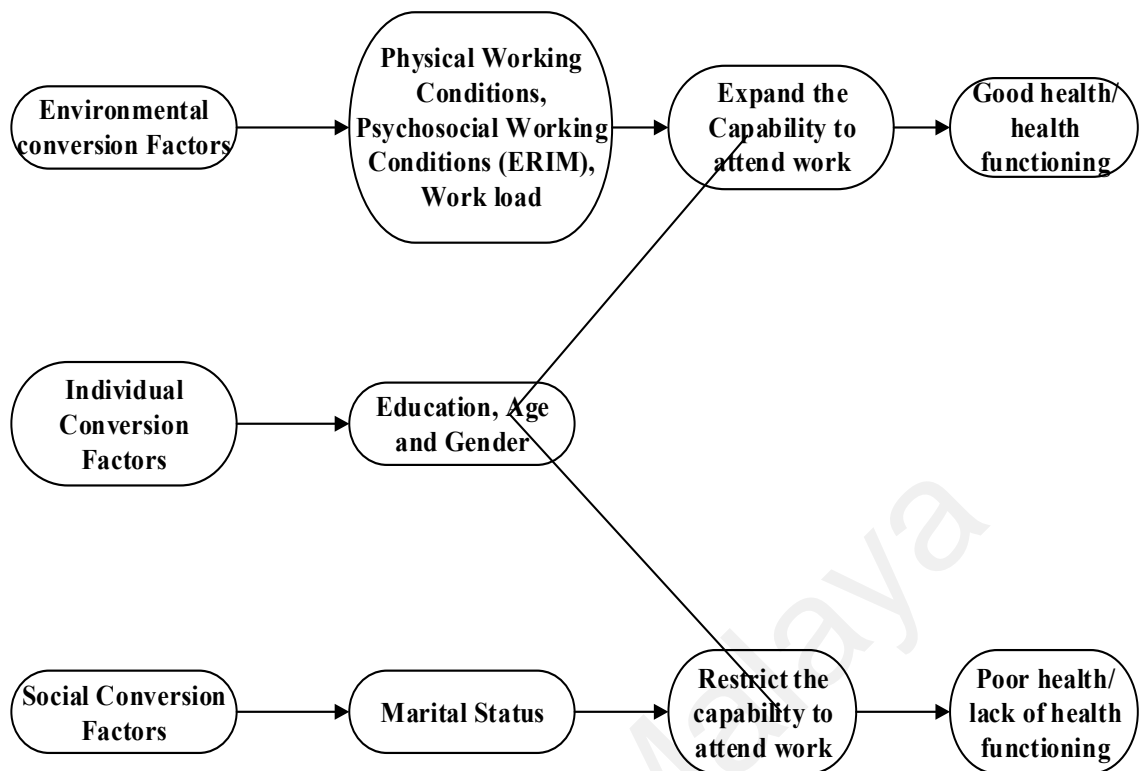 Environmental
conversion Factors
Physical Working
Conditions,
Psychosocial Working
Conditions (ERIM),
Work load
Expand the
Capability to
attend work
Good health/
health
functioning
Individual
Conversion
Factors
Education, Age
and Gender
Social Conversion
Factors
Marital Status
Restrict the
capability to
attend work
Poor health/
lack of health
functioning
Malaya